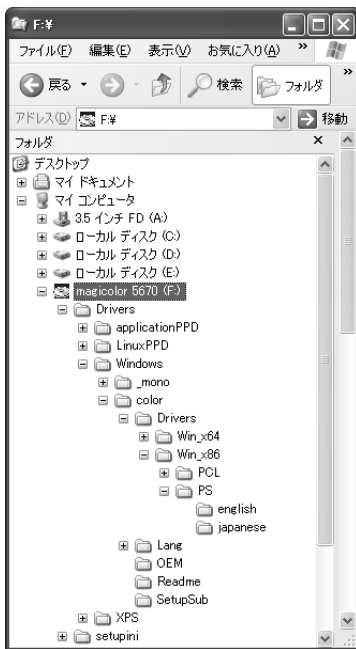 F:¥
ファイル(F) 編集(E) 表示(V) お気に入り(A) »
戻る 検索 フォルダ »
アドレス(D) F:¥ 移動
フォルダ ×
デスクトップ
マイ ドキュメント
マイ コンピュータ
3.5 インチ FD (A:)
ローカル ディスク (C:)
ローカル ディスク (D:)
ローカル ディスク (E:)
magicolor 5670 (F:)
Drivers
applicationPPD
LinuxPPD
Windows
_mono
color
Drivers
Win_x64
Win_x86
PCL
PS
english
japanese
Lang
OEM
Readme
SetupSub
XPS
setupini